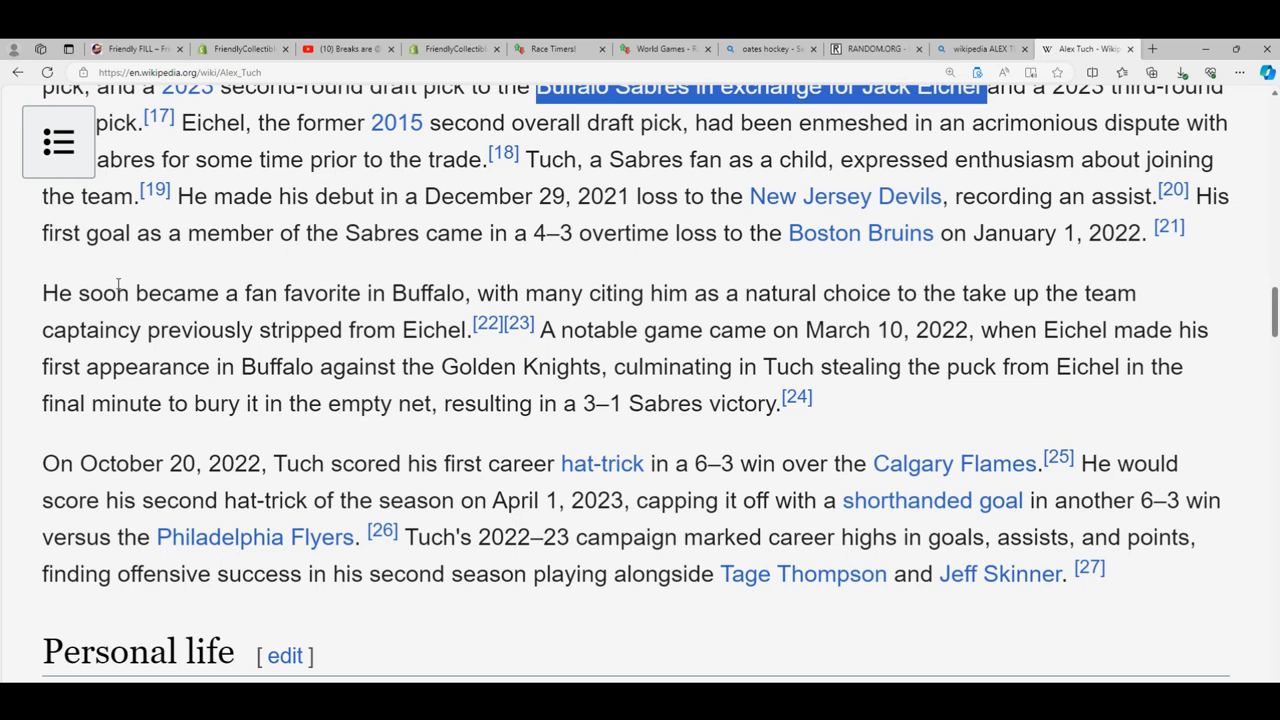 Friendly FILL – Fri
FriendlyCollectibl
(10) Breaks are @
FriendlyCollectibl
Race Timers!
World Games - R
oates hockey - Se
RANDOM.ORG -
wikipedia ALEX T
Alex Tuch - Wikip
https://en.wikipedia.org/wiki/Alex_Tuch
pick, and a 2023 second-round draft pick to the Buffalo Sabres in exchange for Jack Eichel and a 2023 third-round
pick.[17] Eichel, the former 2015 second overall draft pick, had been enmeshed in an acrimonious dispute with
abres for some time prior to the trade.[18] Tuch, a Sabres fan as a child, expressed enthusiasm about joining
the team.[19] He made his debut in a December 29, 2021 loss to the New Jersey Devils, recording an assist.[20] His
first goal as a member of the Sabres came in a 4–3 overtime loss to the Boston Bruins on January 1, 2022. [21]
He soon became a fan favorite in Buffalo, with many citing him as a natural choice to the take up the team
captaincy previously stripped from Eichel.[22][23] A notable game came on March 10, 2022, when Eichel made his
first appearance in Buffalo against the Golden Knights, culminating in Tuch stealing the puck from Eichel in the
final minute to bury it in the empty net, resulting in a 3–1 Sabres victory.[24]
On October 20, 2022, Tuch scored his first career hat-trick in a 6–3 win over the Calgary Flames.[25] He would
score his second hat-trick of the season on April 1, 2023, capping it off with a shorthanded goal in another 6–3 win
versus the Philadelphia Flyers. [26] Tuch's 2022–23 campaign marked career highs in goals, assists, and points,
finding offensive success in his second season playing alongside Tage Thompson and Jeff Skinner. [27]
Personal life [ edit ]